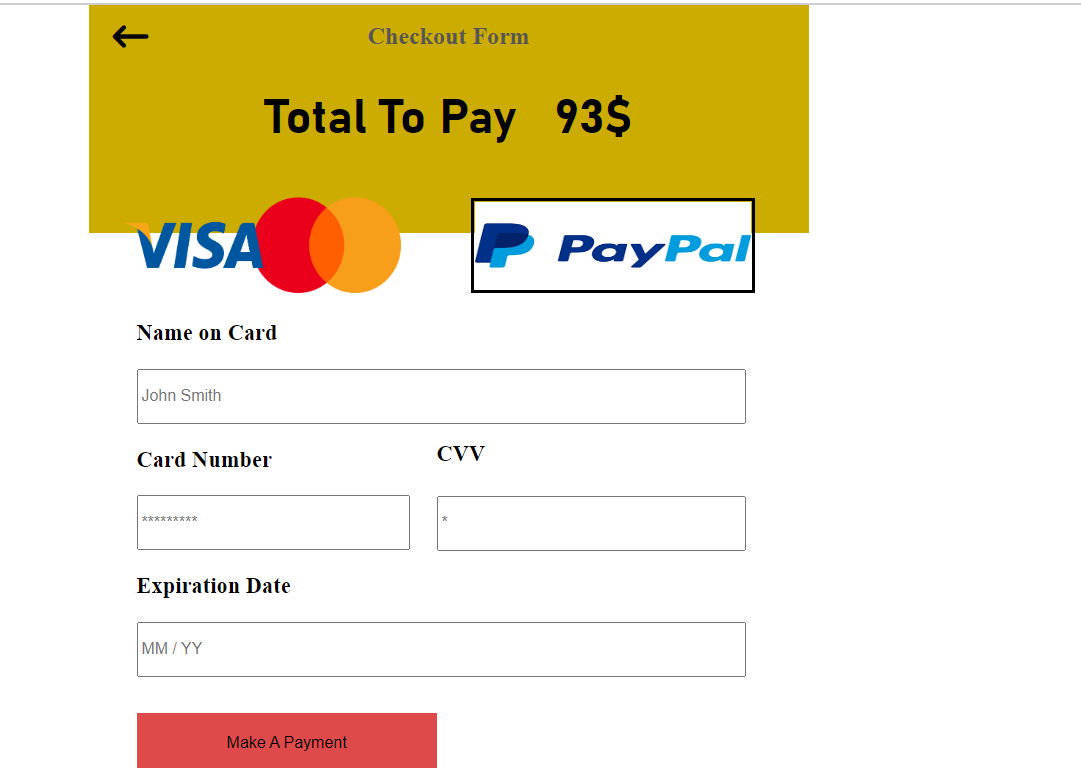 Checkout Form
Total To Pay 93$
VISA
PayPal
Name on Card
John Smith
Card Number
CVV
*********
*
Expiration Date
MM / YY
Make A Payment